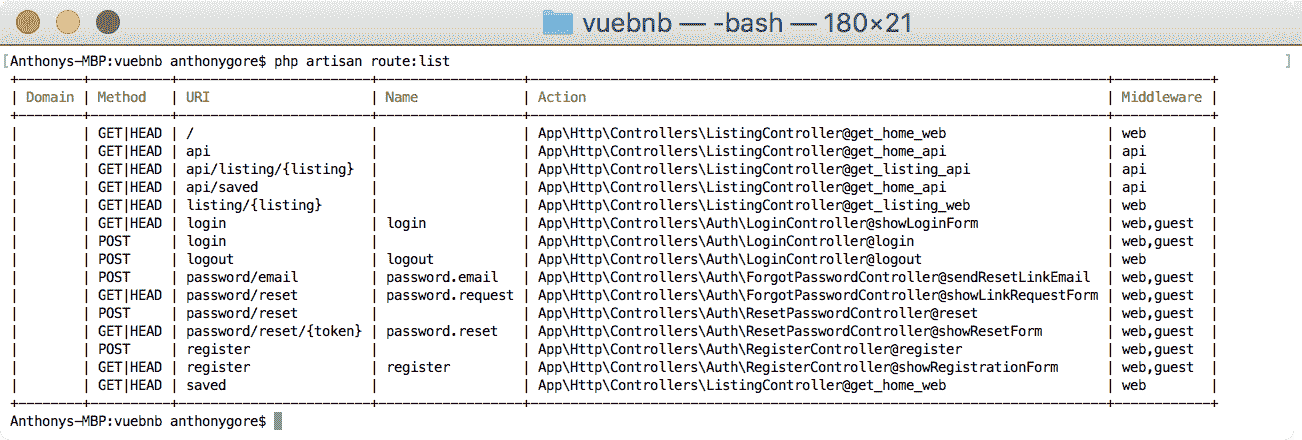 vuebnb — -bash — 180×21
[Anthonys-MBP:vuebnb anthonygore$ php artisan route:list ]
+--------+----------+------------------------+------------------+------------------------------------------------------------------------+------------+
| Domain | Method   | URI                    | Name             | Action                                                                 | Middleware |
+--------+----------+------------------------+------------------+------------------------------------------------------------------------+------------+
|        | GET|HEAD | /                      |                  | App\Http\Controllers\ListingController@get_home_web                    | web        |
|        | GET|HEAD | api                    |                  | App\Http\Controllers\ListingController@get_home_api                    | api        |
|        | GET|HEAD | api/listing/{listing}  |                  | App\Http\Controllers\ListingController@get_listing_api                 | api        |
|        | GET|HEAD | api/saved              |                  | App\Http\Controllers\ListingController@get_home_api                    | api        |
|        | GET|HEAD | listing/{listing}      |                  | App\Http\Controllers\ListingController@get_listing_web                 | web        |
|        | GET|HEAD | login                  | login            | App\Http\Controllers\Auth\LoginController@showLoginForm                | web,guest  |
|        | POST     | login                  |                  | App\Http\Controllers\Auth\LoginController@login                        | web,guest  |
|        | POST     | logout                 | logout           | App\Http\Controllers\Auth\LoginController@logout                       | web        |
|        | POST     | password/email         | password.email   | App\Http\Controllers\Auth\ForgotPasswordController@sendResetLinkEmail  | web,guest  |
|        | GET|HEAD | password/reset         | password.request | App\Http\Controllers\Auth\ForgotPasswordController@showLinkRequestForm | web,guest  |
|        | POST     | password/reset         |                  | App\Http\Controllers\Auth\ResetPasswordController@reset                | web,guest  |
|        | GET|HEAD | password/reset/{token} | password.reset   | App\Http\Controllers\Auth\ResetPasswordController@showResetForm        | web,guest  |
|        | POST     | register               |                  | App\Http\Controllers\Auth\RegisterController@register                  | web,guest  |
|        | GET|HEAD | register               | register         | App\Http\Controllers\Auth\RegisterController@showRegistrationForm      | web,guest  |
|        | GET|HEAD | saved                  |                  | App\Http\Controllers\ListingController@get_home_web                    | web        |
+--------+----------+------------------------+------------------+------------------------------------------------------------------------+------------+
Anthonys-MBP:vuebnb anthonygore$